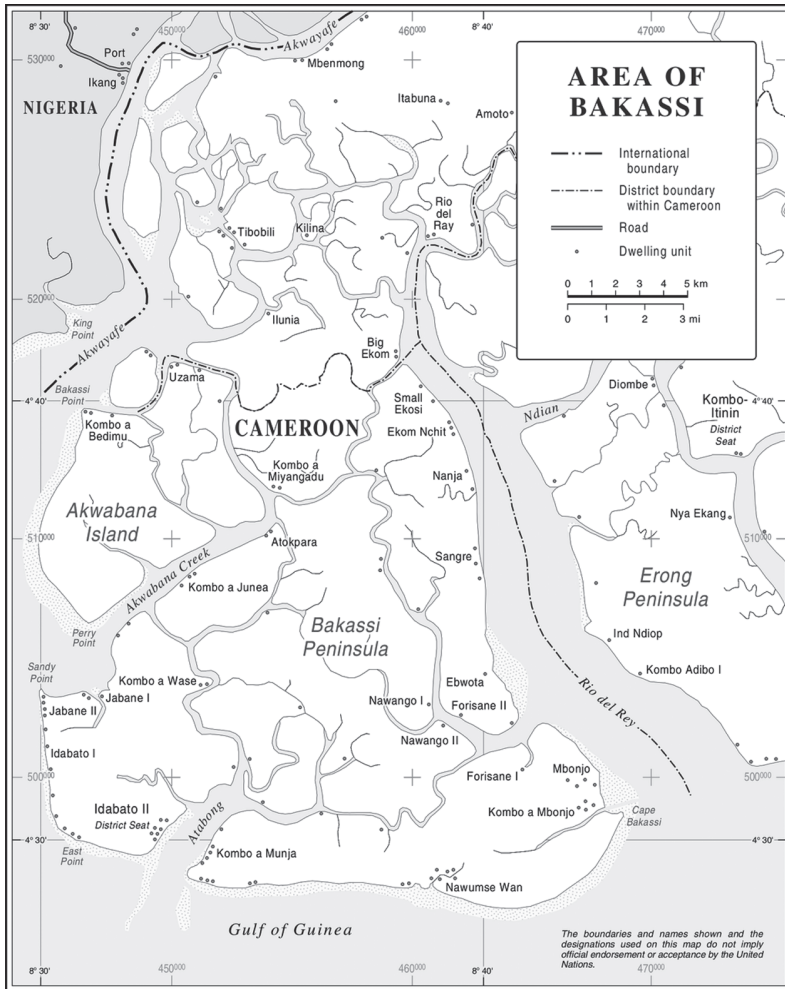 8° 30'
450000
460000
8° 40'
470000
530000
Port
Ikang
NIGERIA
Akwayafe
Mbenmong
Itabuna
Amoto
AREA OF
BAKASSI
International
boundary
District boundary
within Cameroon
Road
Dwelling unit
0 1 2 3 4 5 km
0 1 2 3 mi
Rio
del
Ray
Tibobili
Kilina
520000
King
Point
Akwayafe
Ilunia
Big
Ekom
Bakassi
Point
Uzama
4° 40'
Kombo a
Bedimu
CAMEROON
Small
Ekosi
Ekom Nchit
Ndian
Diombe
Kombo-
Itinin
District
Seat
4° 40'
Kombo a
Miyangadu
Nanja
Akwabana
Island
Nya Ekang
510000
Atokpara
510000
Akwabana Creek
Sangre
Kombo a Junea
Erong
Peninsula
Bakassi
Peninsula
Perry
Point
Ind Ndiop
Sandy
Point
Kombo a Wase
Ebwota
Kombo Adibo I
Jabane II
Jabane I
Nawango I
Forisane II
Rio del Rey
Idabato I
Nawango II
Forisane I
Mbonjo
500000
Idabato II
District Seat
Atabong
Kombo a Mbonjo
Cape
Bakassi
4° 30'
East
Point
Kombo a Munja
4° 30'
Nawumse Wan
Gulf of Guinea
The boundaries and names shown and the
designations used on this map do not imply
official endorsement or acceptance by the United
Nations.
8° 30'
450000
460000
8° 40'
470000